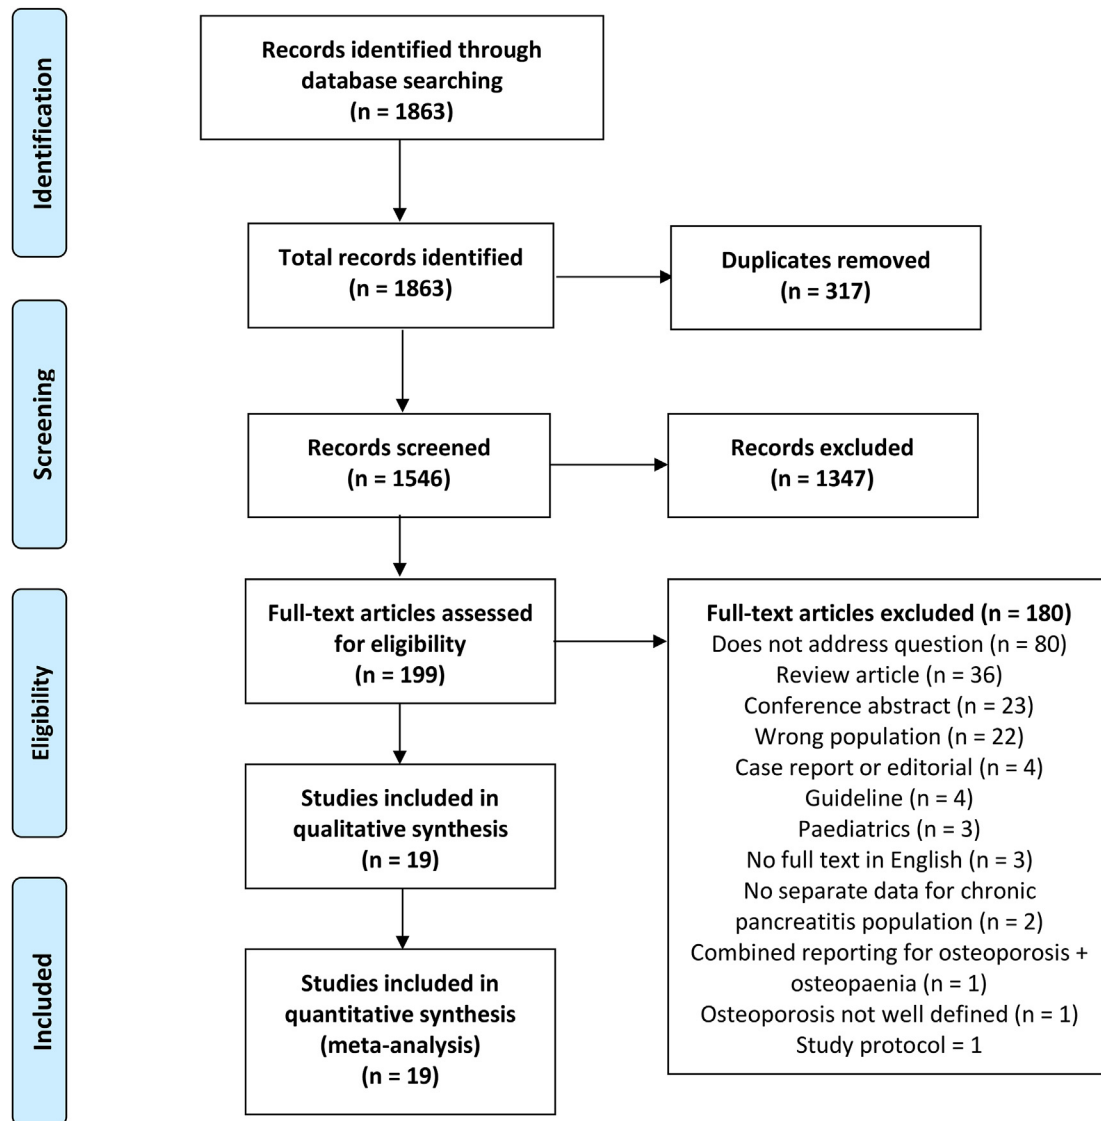 Identification
Records identified through
database searching
(n = 1863)
Total records identified
(n = 1863)
Duplicates removed
(n = 317)
Screening
Records screened
(n = 1546)
Records excluded
(n = 1347)
Eligibility
Full-text articles assessed
for eligibility
(n = 199)
Full-text articles excluded (n = 180)
Does not address question (n = 80)
Review article (n = 36)
Conference abstract (n = 23)
Wrong population (n = 22)
Case report or editorial (n = 4)
Guideline (n = 4)
Paediatrics (n = 3)
No full text in English (n = 3)
No separate data for chronic
pancreatitis population (n = 2)
Combined reporting for osteoporosis +
osteopaenia (n = 1)
Osteoporosis not well defined (n = 1)
Study protocol = 1
Studies included in
qualitative synthesis
(n = 19)
Included
Studies included in
quantitative synthesis
(meta-analysis)
(n = 19)